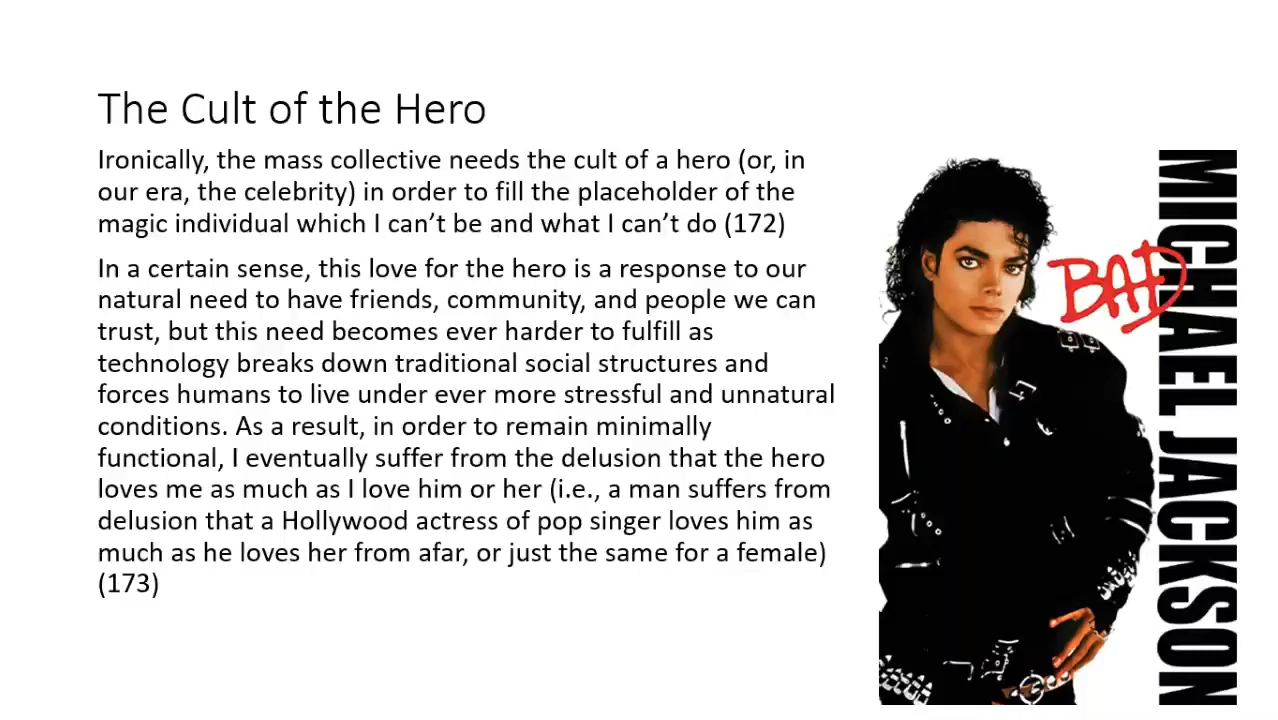 The Cult of the Hero
Ironically, the mass collective needs the cult of a hero (or, in
our era, the celebrity) in order to fill the placeholder of the
magic individual which I can’t be and what I can’t do (172)
In a certain sense, this love for the hero is a response to our
natural need to have friends, community, and people we can
trust, but this need becomes ever harder to fulfill as
technology breaks down traditional social structures and
forces humans to live under ever more stressful and unnatural
conditions. As a result, in order to remain minimally
functional, I eventually suffer from the delusion that the hero
loves me as much as I love him or her (i.e., a man suffers from
delusion that a Hollywood actress of pop singer loves him as
much as he loves her from afar, or just the same for a female)
(173)
BAD
MICHAEL JACKSON